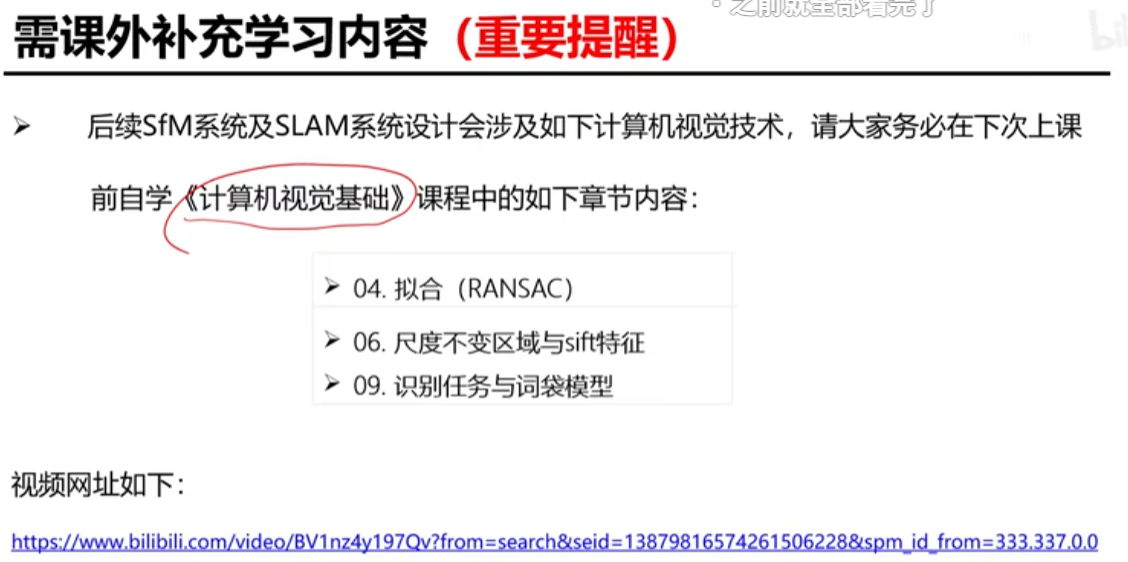 · 之前就全部看完了
需课外补充学习内容（重要提醒）
bili
➢ 后续SfM系统及SLAM系统设计会涉及如下计算机视觉技术，请大家务必在下次上课
前自学《计算机视觉基础》课程中的如下章节内容：
➢ 04. 拟合（RANSAC）
➢ 06. 尺度不变区域与sift特征
➢ 09. 识别任务与词袋模型
视频网址如下：
https://www.bilibili.com/video/BV1nz4y197Qv?from=search&seid=13879816574261506228&spm_id_from=333.337.0.0